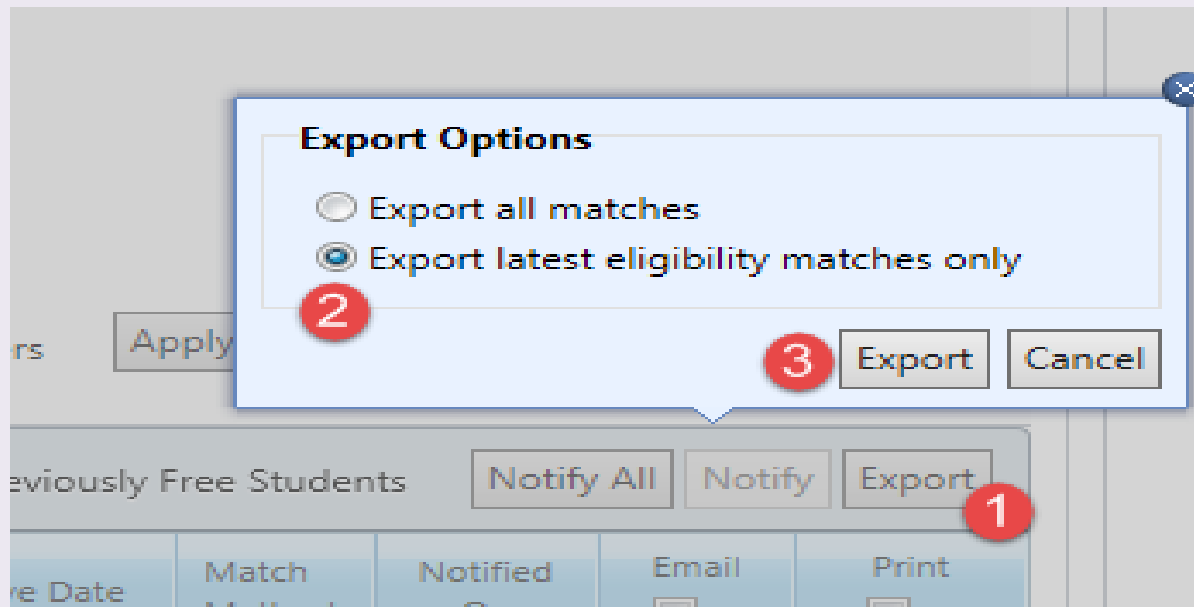 Export Options
Export all matches
Export latest eligibility matches only
2
rs Apply
3 Export Cancel
eviously Free Students Notify All Notify Export
1
ve Date Match Notified Email Print